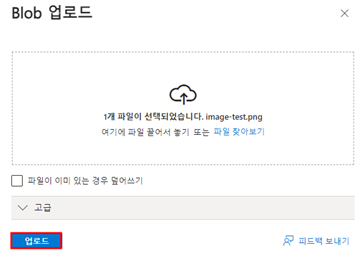 Blob 업로드
1개 파일이 선택되었습니다. image-test.png
여기에 파일 끌어서 놓기 또는 파일 찾아보기
파일이 이미 있는 경우 덮어쓰기
고급
업로드
피드백 보내기